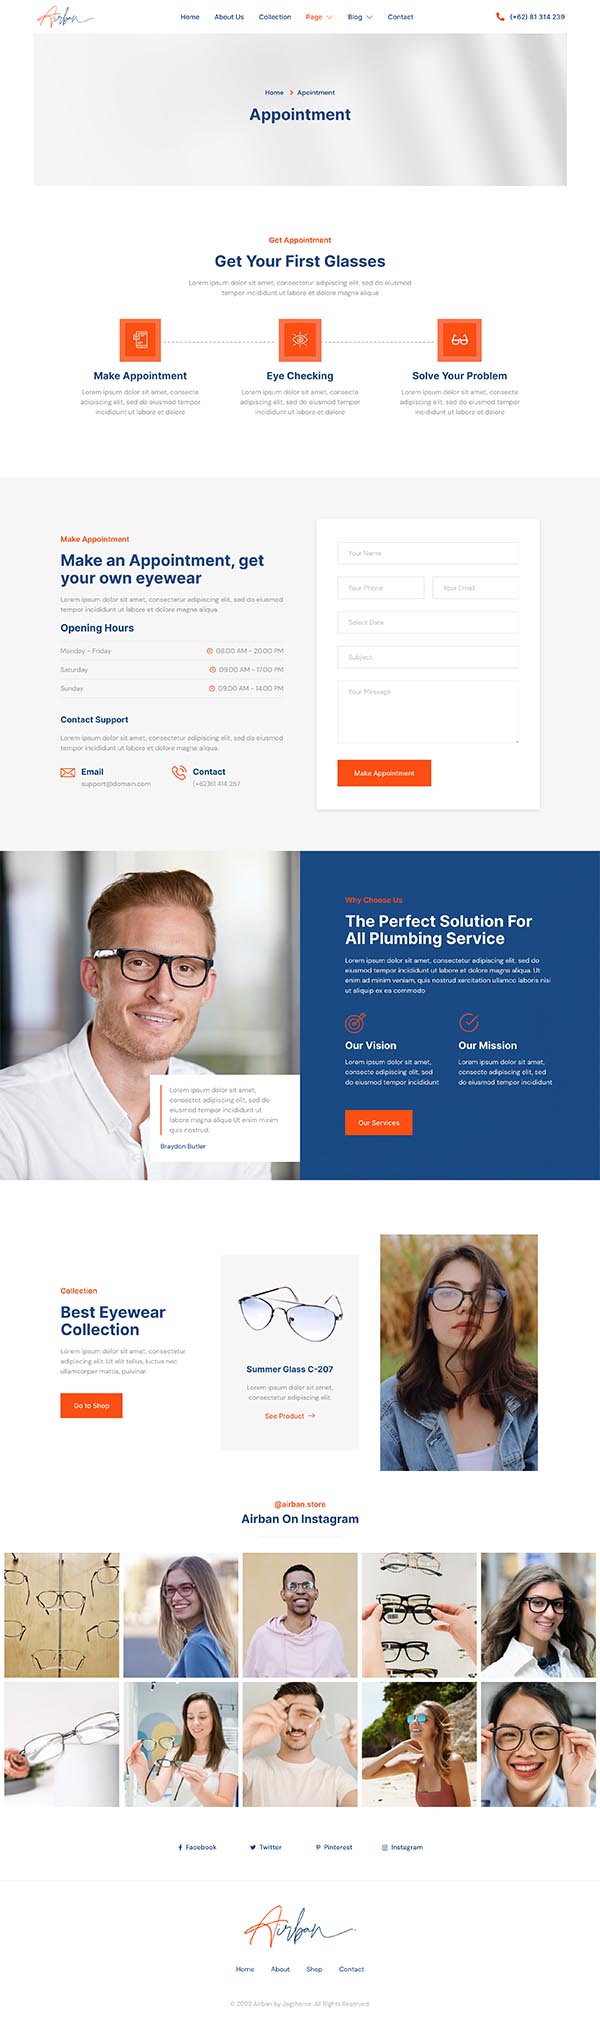 Airban
Home
About Us
Collection
Page
Blog
Contact
(+62) 81 314 239
Home
Apointment
Appointment
Get Appointment
Get Your First Glasses
Lorem ipsum dolor sit amet, consectetur adipiscing elit, sed do eiusmod
tempor incididunt ut labore et dolore magna aliqua
Make Appointment
Lorem ipsum dolor sit amet, consecte
adipiscing elit, sed do eiusmod tempor
incididunt ut labore et dolore
Eye Checking
Lorem ipsum dolor sit amet, consecte
adipiscing elit, sed do eiusmod tempor
incididunt ut labore et dolore
Solve Your Problem
Lorem ipsum dolor sit amet, consecte
adipiscing elit, sed do eiusmod tempor
incididunt ut labore et dolore
Make Appointment
Make an Appointment, get
your own eyewear
Lorem ipsum dolor sit amet, consectetur adipiscing elit, sed do eiusmod
tempor incididunt ut labore et dolore magna aliqua.
Opening Hours
Monday - Friday
08.00 AM - 20.00 PM
Saturday
09.00 AM - 17.00 PM
Sunday
09.00 AM - 14.00 PM
Contact Support
Lorem ipsum dolor sit amet, consectetur adipiscing elit, sed do eiusmod
tempor incididunt ut labore et dolore magna aliqua.
Email
support@domain.com
Contact
(+62)81 414 257
Your Name
Your Phone
Your Email
Select Date
Subject
Your Message
Make Appointment
Lorem ipsum dolor sit amet,
consectet adipiscing elit, sed do
eiusmod tempor incididunt ut
labore magna aliqua Ut enim minim
quis nostrud.
Braydon Butler
Why Choose Us
The Perfect Solution For
All Plumbing Service
Lorem ipsum dolor sit amet, consectetur adipiscing elit, sed do
eiusmod tempor incididunt ut labore et dolore magna aliqua. Ut
enim ad minim veniam, quis nostrud xercitation ullamco laboris nisi
ut aliquip ex ea commodo
Our Vision
Lorem ipsum dolor sit amet,
consectetur adipiscing elit, sed
do eiusmod tempor incididunt
Our Mission
Lorem ipsum dolor sit amet,
consectetur adipiscing elit, sed
do eiusmod tempor incididunt
Our Services
Collection
Best Eyewear
Collection
Lorem ipsum dolor sit amet, consectetur
adipiscing elit. Ut elit tellus, luctus nec
ullamcorper mattis, pulvinar.
Go to Shop
Summer Glass C-207
Lorem ipsum dolor sit amet,
consectetur adipiscing elit.
See Product
@airban.store
Airban On Instagram
Facebook
Twitter
Pinterest
Instagram
Airban
Home
About
Shop
Contact
© 2023 Airban by Jegtheme. All Rights Reserved